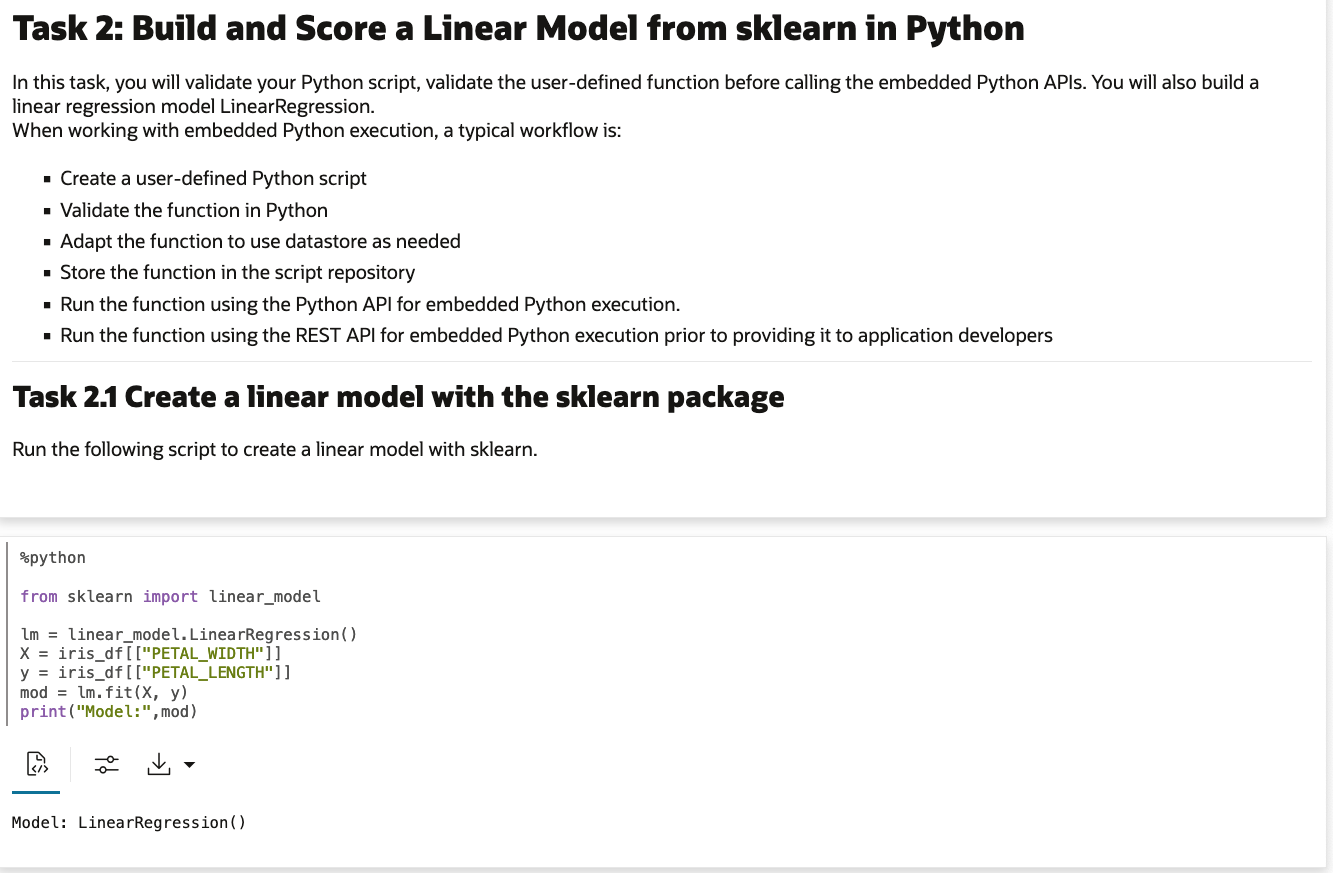 Task 2: Build and Score a Linear Model from sklearn in Python
In this task, you will validate your Python script, validate the user-defined function before calling the embedded Python APIs. You will also build a
linear regression model LinearRegression.
When working with embedded Python execution, a typical workflow is:
▪ Create a user-defined Python script
▪ Validate the function in Python
▪ Adapt the function to use datastore as needed
▪ Store the function in the script repository
▪ Run the function using the Python API for embedded Python execution.
▪ Run the function using the REST API for embedded Python execution prior to providing it to application developers
Task 2.1 Create a linear model with the sklearn package
Run the following script to create a linear model with sklearn.
%python
from sklearn import linear_model
lm = linear_model.LinearRegression()
X = iris_df[["PETAL_WIDTH"]]
y = iris_df[["PETAL_LENGTH"]]
mod = lm.fit(X, y)
print("Model:",mod)
Model: LinearRegression()